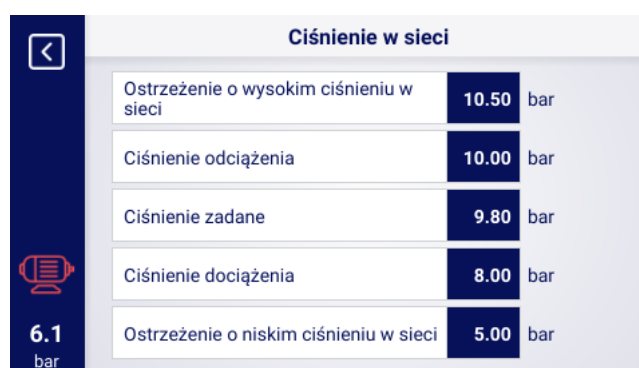 Ciśnienie w sieci
Ostrzeżenie o wysokim ciśnieniu w
sieci
10.50 bar
Ciśnienie odciążenia 10.00 bar
Ciśnienie zadane 9.80 bar
Ciśnienie dociążenia 8.00 bar
Ostrzeżenie o niskim ciśnieniu w sieci 5.00 bar
6.1
bar